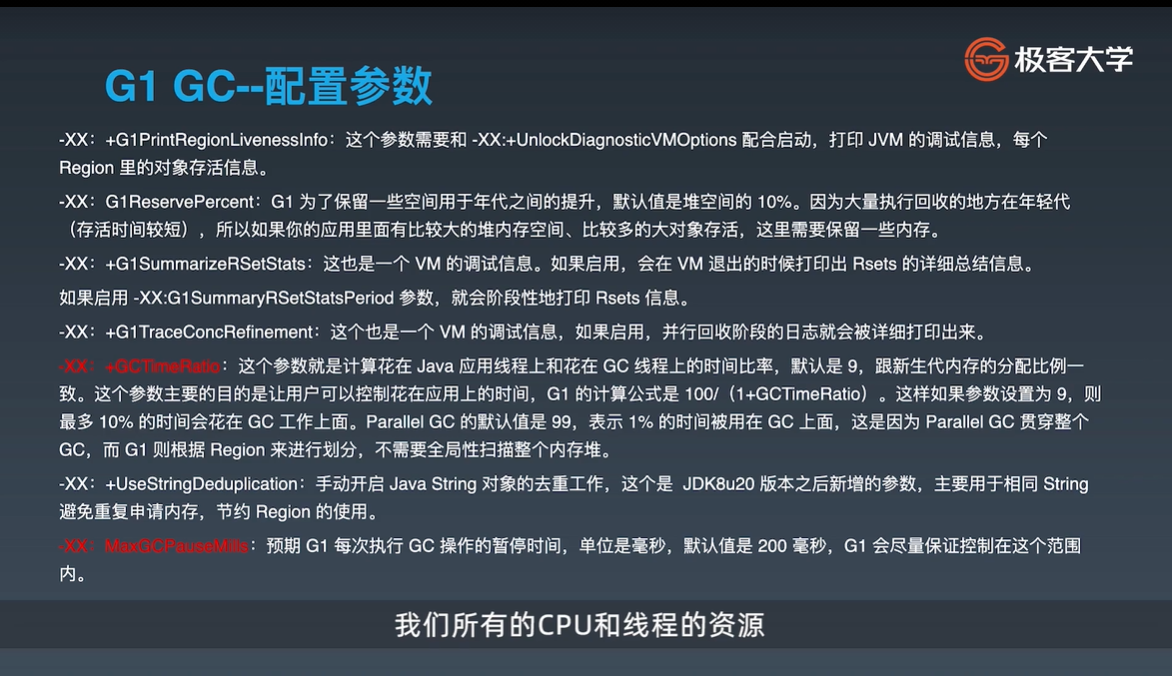 极客大学
G1 GC--配置参数
-XX：+G1PrintRegionLivenessInfo：这个参数需要和 -XX:+UnlockDiagnosticVMOptions 配合启动，打印 JVM 的调试信息，每个
Region 里的对象存活信息。
-XX：G1ReservePercent：G1 为了保留一些空间用于年代之间的提升，默认值是堆空间的 10%。因为大量执行回收的地方在年轻代
（存活时间较短），所以如果你的应用里面有比较大的堆内存空间、比较多的大对象存活，这里需要保留一些内存。
-XX：+G1SummarizeRSetStats：这也是一个 VM 的调试信息。如果启用，会在 VM 退出的时候打印出 Rsets 的详细总结信息。
如果启用 -XX:G1SummaryRSetStatsPeriod 参数，就会阶段性地打印 Rsets 信息。
-XX：+G1TraceConcRefinement：这个也是一个 VM 的调试信息，如果启用，并行回收阶段的日志就会被详细打印出来。
-XX：+GCTimeRatio：这个参数就是计算花在 Java 应用线程上和花在 GC 线程上的时间比率，默认是 9，跟新生代内存的分配比例一
致。这个参数主要的目的是让用户可以控制花在应用上的时间，G1 的计算公式是 100/（1+GCTimeRatio）。这样如果参数设置为 9，则
最多 10% 的时间会花在 GC 工作上面。Parallel GC 的默认值是 99，表示 1% 的时间被用在 GC 上面，这是因为 Parallel GC 贯穿整个
GC，而 G1 则根据 Region 来进行划分，不需要全局性扫描整个内存堆。
-XX：+UseStringDeduplication：手动开启 Java String 对象的去重工作，这个是 JDK8u20 版本之后新增的参数，主要用于相同 String
避免重复申请内存，节约 Region 的使用。
-XX：MaxGCPauseMills：预期 G1 每次执行 GC 操作的暂停时间，单位是毫秒，默认值是 200 毫秒，G1 会尽量保证控制在这个范围
内。
我们所有的CPU和线程的资源